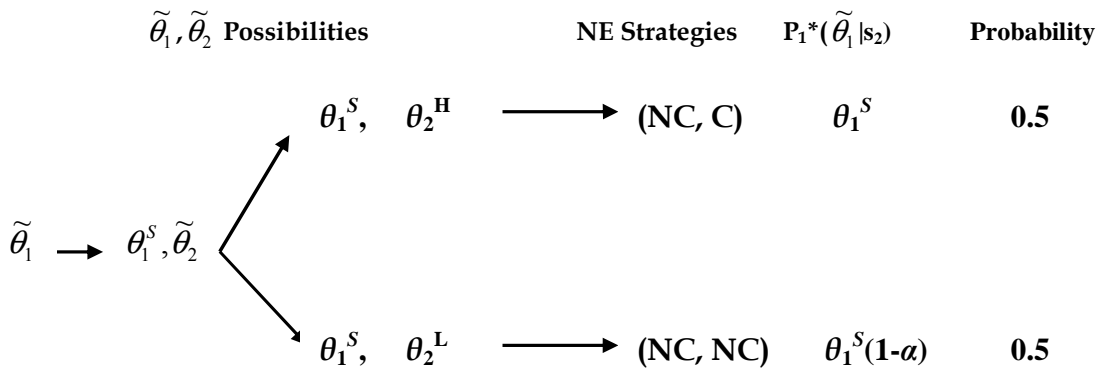 θ̃₁, θ̃₂ Possibilities NE Strategies P₁*(θ̃₁|s₂) Probability
θ₁ˢ, θ₂ᴴ (NC, C) θ₁ˢ 0.5
θ̃₁ θ₁ˢ, θ̃₂
θ₁ˢ, θ₂ᴸ (NC, NC) θ₁ˢ(1-α) 0.5